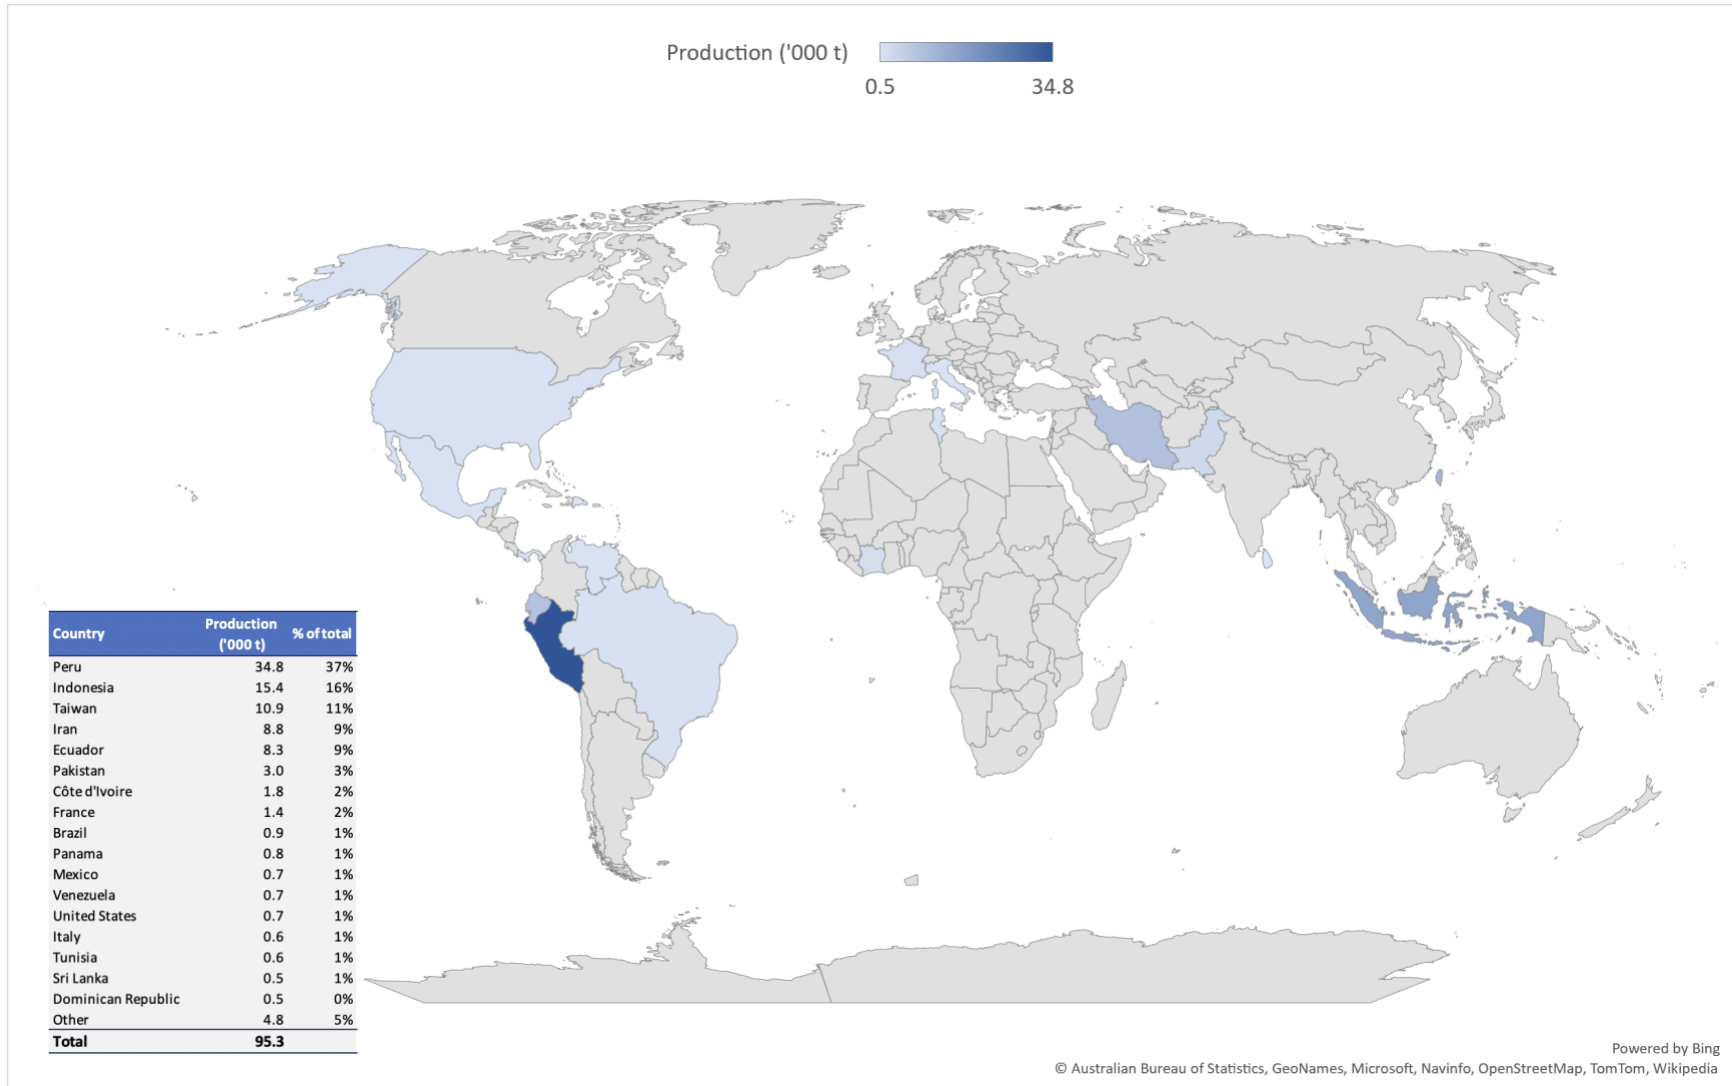 Production ('000 t)
0.5 34.8
Country Production ('000 t) % of total
Peru 34.8 37%
Indonesia 15.4 16%
Taiwan 10.9 11%
Iran 8.8 9%
Ecuador 8.3 9%
Pakistan 3.0 3%
Côte d'Ivoire 1.8 2%
France 1.4 2%
Brazil 0.9 1%
Panama 0.8 1%
Mexico 0.7 1%
Venezuela 0.7 1%
United States 0.7 1%
Italy 0.6 1%
Tunisia 0.6 1%
Sri Lanka 0.5 1%
Dominican Republic 0.5 0%
Other 4.8 5%
Total 95.3
Powered by Bing
© Australian Bureau of Statistics, GeoNames, Microsoft, Navinfo, OpenStreetMap, TomTom, Wikipedia